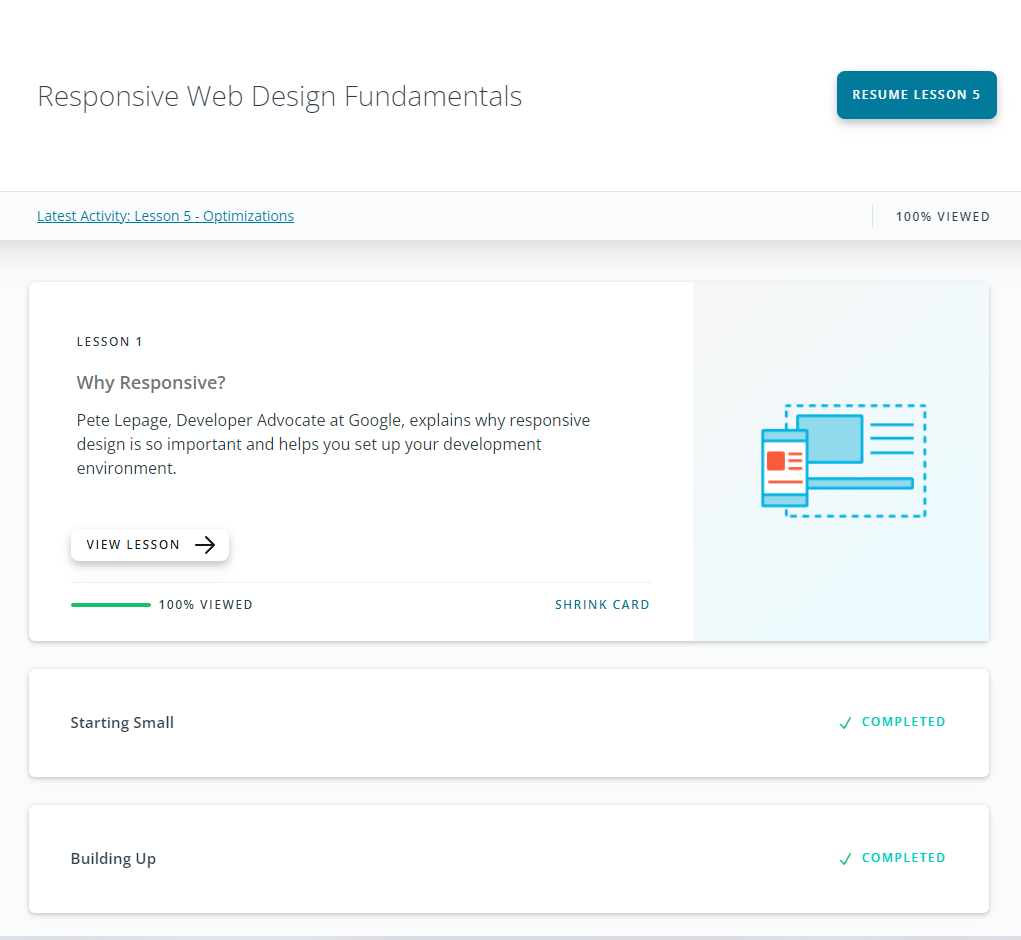 Responsive Web Design Fundamentals
RESUME LESSON 5
Latest Activity: Lesson 5 - Optimizations
100% VIEWED
LESSON 1
Why Responsive?
Pete Lepage, Developer Advocate at Google, explains why responsive
design is so important and helps you set up your development
environment.
VIEW LESSON
100% VIEWED
SHRINK CARD
Starting Small
COMPLETED
Building Up
COMPLETED